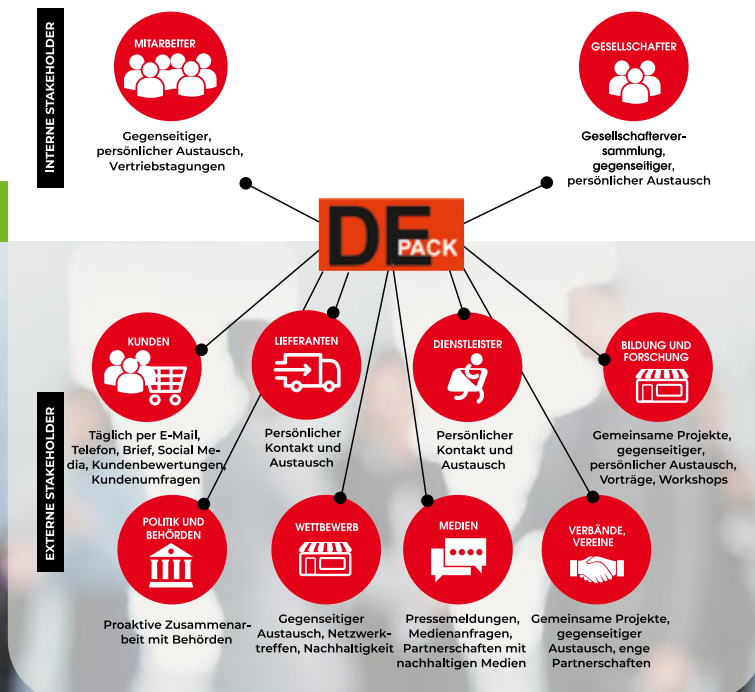 INTERNE STAKEHOLDER
MITARBEITER
Gegenseitiger,
persönlicher Austausch,
Vertriebstagungen
GESELLSCHAFTER
Gesellschafterver-
sammlung,
gegenseitiger,
persönlicher Austausch
DE
PACK
EXTERNE STAKEHOLDER
KUNDEN
Täglich per E-Mail,
Telefon, Brief, Social Me-
dia, Kundenbewertungen,
Kundenumfragen
LIEFERANTEN
Persönlicher
Kontakt und
Austausch
DIENSTLEISTER
Persönlicher
Kontakt und
Austausch
BILDUNG UND
FORSCHUNG
Gemeinsame Projekte,
gegenseitiger,
persönlicher Austausch,
Vorträge, Workshops
POLITIK UND
BEHÖRDEN
Proaktive Zusammenar-
beit mit Behörden
WETTBEWERB
Gegenseitiger
Austausch, Netzwerk-
treffen, Nachhaltigkeit
MEDIEN
Pressemeldungen,
Medienanfragen,
Partnerschaften mit
nachhaltigen Medien
VERBÄNDE,
VEREINE
Gemeinsame Projekte,
gegenseitiger
Austausch, enge
Partnerschaften